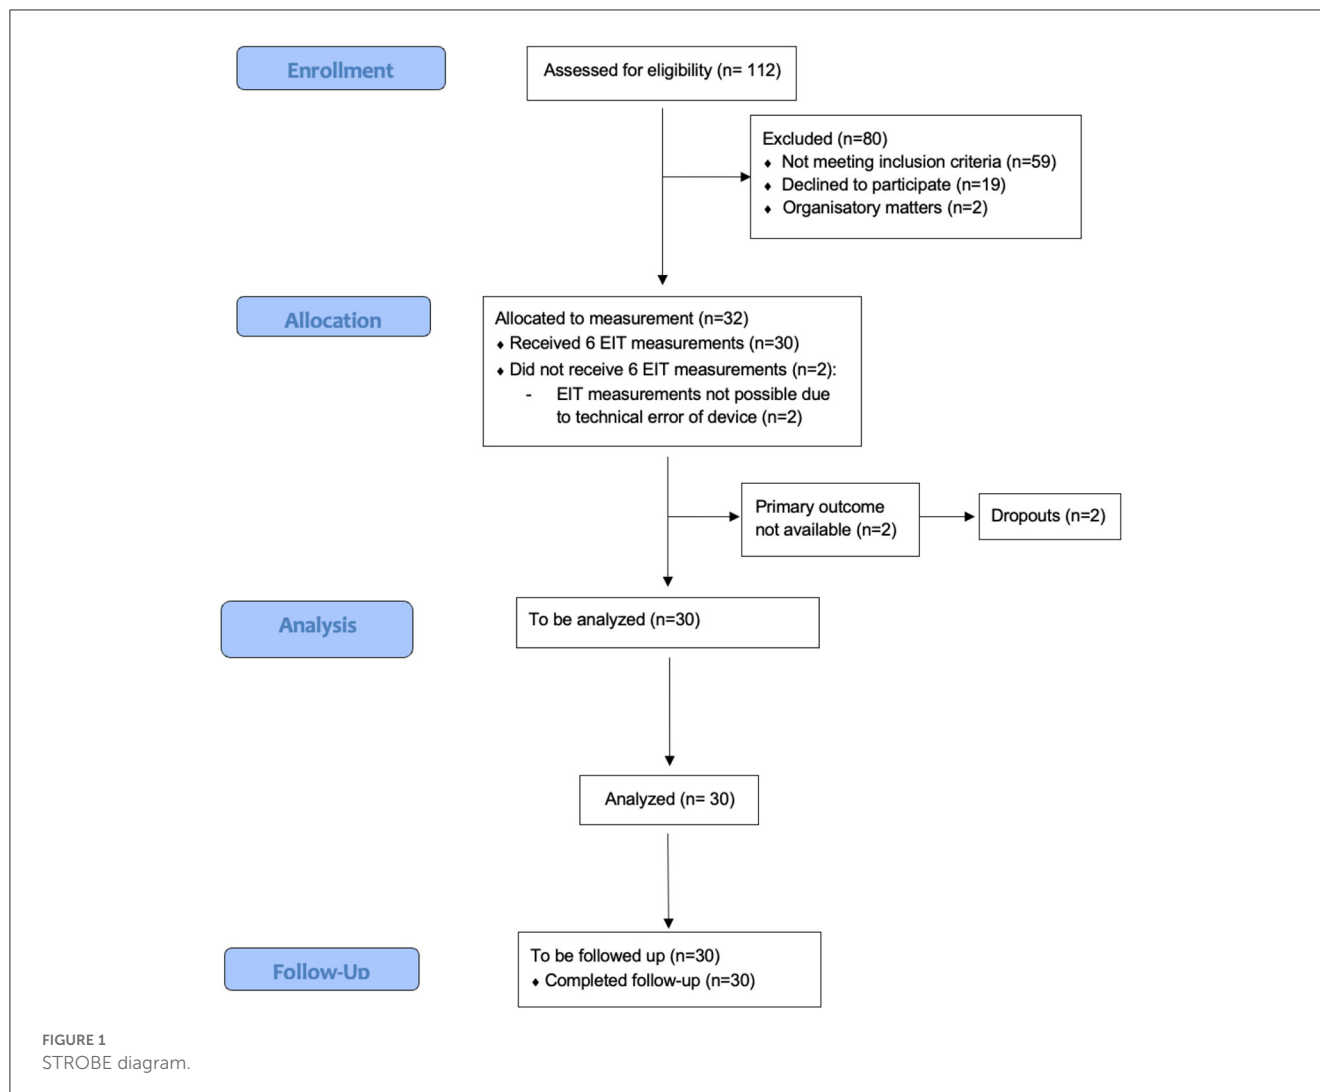 Enrollment
Assessed for eligibility (n= 112)
Excluded (n=80)
♦ Not meeting inclusion criteria (n=59)
♦ Declined to participate (n=19)
♦ Organisatory matters (n=2)
Allocation
Allocated to measurement (n=32)
♦ Received 6 EIT measurements (n=30)
♦ Did not receive 6 EIT measurements (n=2):
- EIT measurements not possible due
to technical error of device (n=2)
Primary outcome
not available (n=2)
Dropouts (n=2)
Analysis
To be analyzed (n=30)
Analyzed (n= 30)
Follow-Up
To be followed up (n=30)
♦ Completed follow-up (n=30)
FIGURE 1
STROBE diagram.